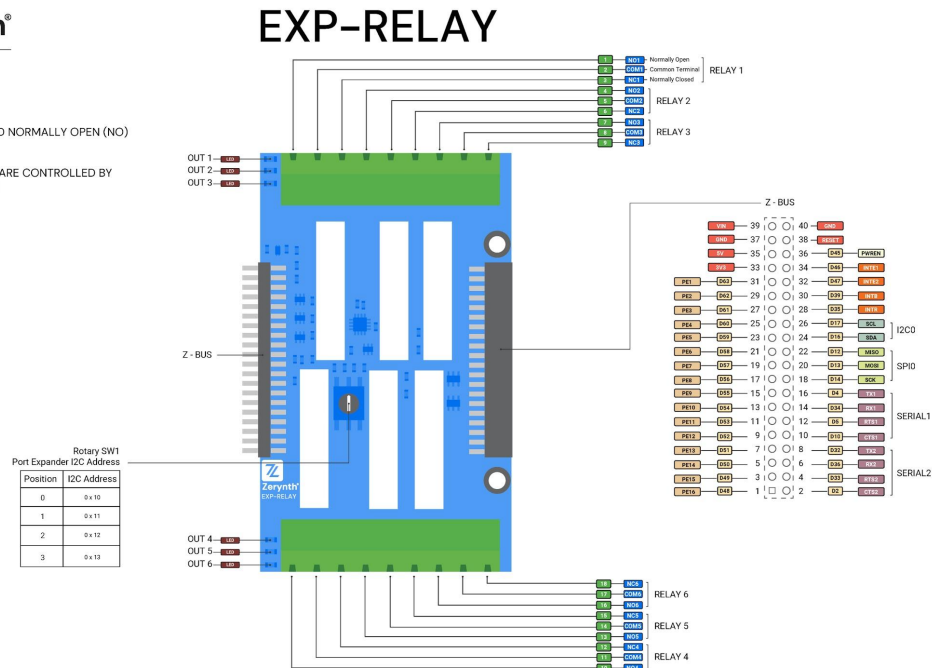 EXP-RELAY
D NORMALLY OPEN (NO)
ARE CONTROLLED BY
1 NO1 Normally Open
2 COM1 Common Terminal
3 NC1 Normally Closed
RELAY 1
4 NO2
5 COM2
6 NC2
RELAY 2
7 NO3
8 COM3
9 NC3
RELAY 3
OUT 1 LED
OUT 2 LED
OUT 3 LED
Z - BUS
VIN 39 40 GND
GND 37 38 RESET
5V 35 36 D45 PWREN
3V3 33 34 D46 INTE1
PE1 D63 31 32 D47 INTE2
PE2 D62 29 30 D39 INTR
PE3 D61 27 28 D35 INTR
PE4 D60 25 26 D17 SCL
PE5 D59 23 24 D16 SDA
I2C0
PE6 D58 21 22 D12 MISO
PE7 D57 19 20 D13 MOSI
PE8 D56 17 18 D14 SCK
SPI0
PE9 D55 15 16 D4 TX1
PE10 D54 13 14 D34 RX1
PE11 D53 11 12 D5 RTS1
PE12 D52 9 10 D10 CTS1
SERIAL1
PE13 D51 7 8 D32 TX2
PE14 D50 5 6 D36 RX2
PE15 D49 3 4 D33 RTS2
PE16 D48 1 2 D2 CTS2
SERIAL2
Z - BUS
Rotary SW1
Port Expander I2C Address
Position I2C Address
0 0 x 10
1 0 x 11
2 0 x 12
3 0 x 13
Zerynth®
EXP-RELAY
OUT 4 LED
OUT 5 LED
OUT 6 LED
18 NC6
17 COM6
16 NO6
RELAY 6
15 NC5
14 COM5
13 NO5
RELAY 5
12 NC4
11 COM4
RELAY 4